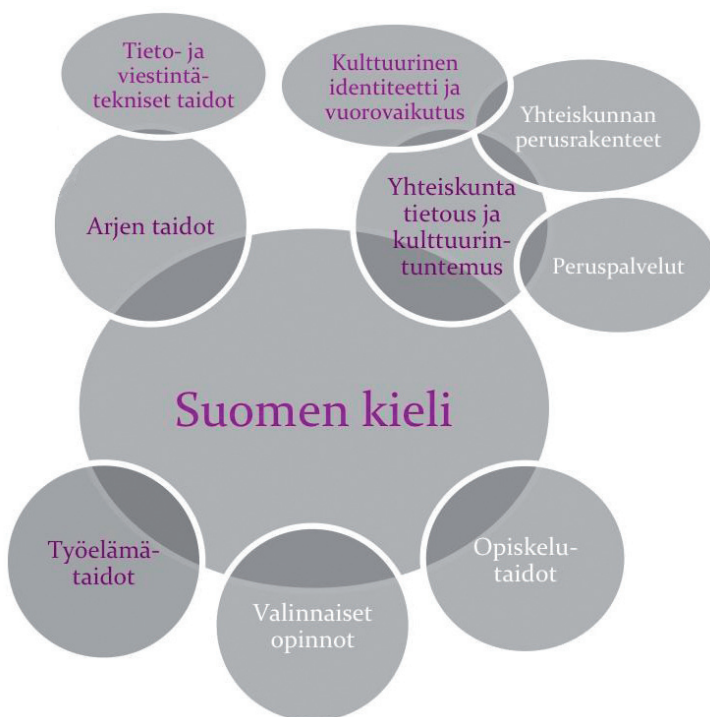 Tieto- ja
viestintä-
tekniset taidot
Kulttuurinen
identiteetti ja
vuorovaikutus
Yhteiskunnan
perusrakenteet
Arjen taidot
Yhteiskunta
tietous ja
kulttuurin-
tuntemus
Peruspalvelut
Suomen kieli
Työelämä-
taidot
Valinnaiset
opinnot
Opiskelu-
taidot